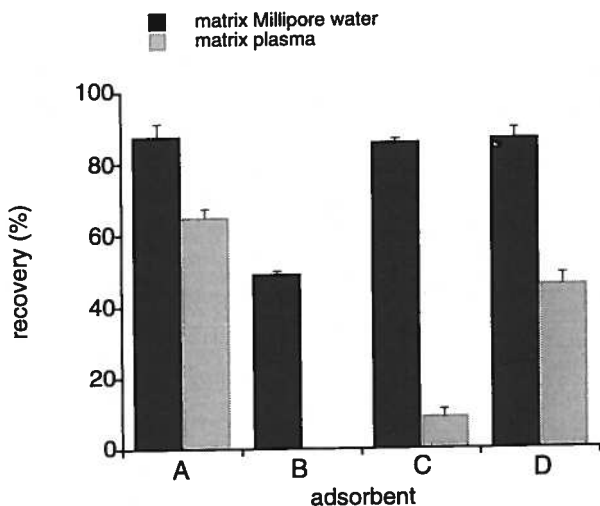 matrix Millipore water
matrix plasma
100
80
60
40
20
0
recovery (%)
A B C D
adsorbent